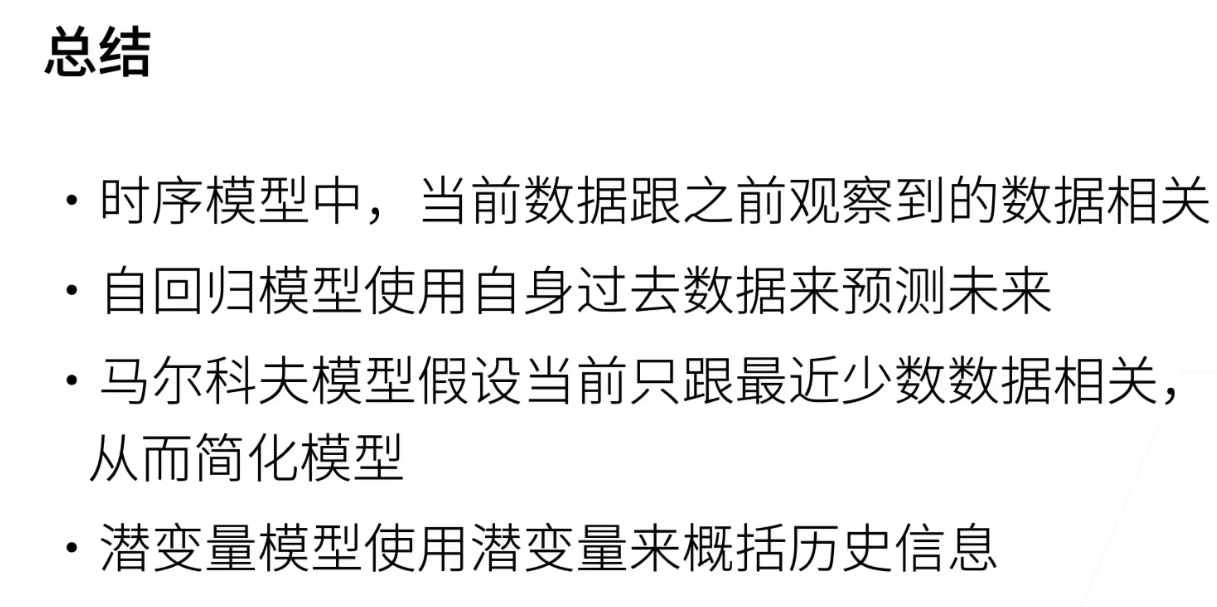 总结
·时序模型中，当前数据跟之前观察到的数据相关
·自回归模型使用自身过去数据来预测未来
·马尔科夫模型假设当前只跟最近少数数据相关，
从而简化模型
·潜变量模型使用潜变量来概括历史信息